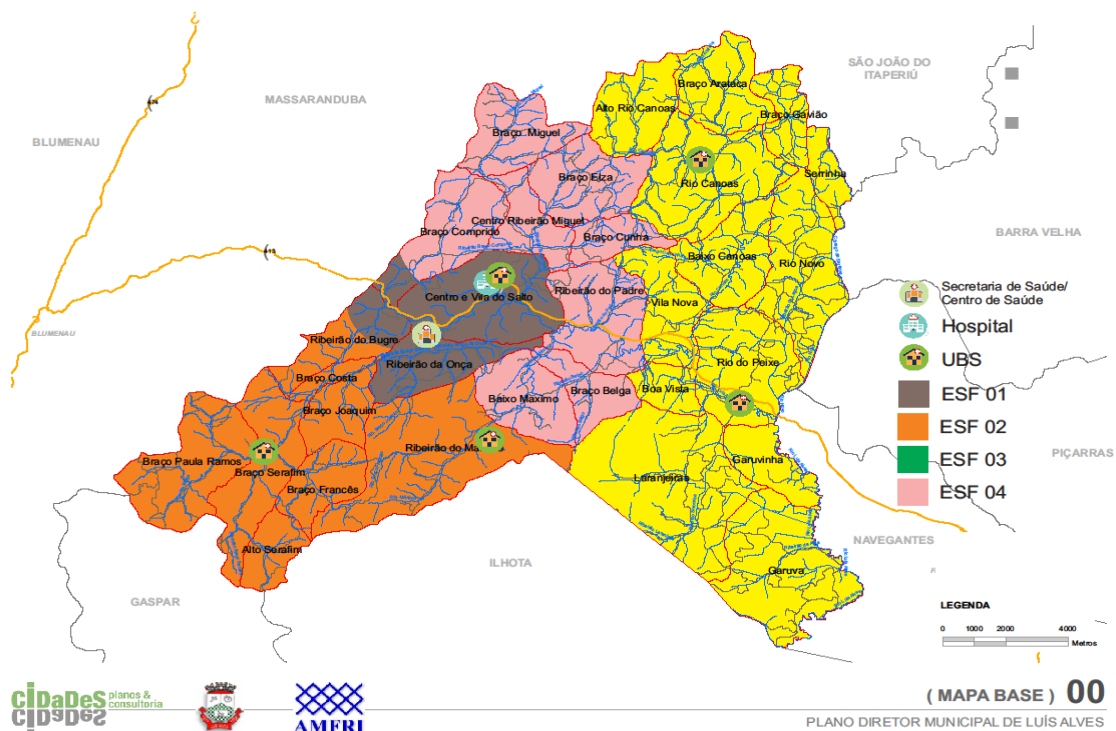 SÃO JOÃO DO
ITAPERIÚ
MASSARANDUBA
BLUMENAU
BARRA VELHA
BLUMENAU
PIÇARRAS
NAVEGANTES
ILHOTA
GASPAR
Braço Arataca
Alto Rio Canoas
Braço Gavião
Braço Miguel
Serrinha
Braço Elza
Rio Canoas
Centro Ribeirão Miguel
Braço Comprido
Braço Cunha
Baixo Canoas
Rio Novo
Ribeirão do Padre
Centro e Vila do Salto
Vila Nova
Ribeirão do Bugre
Ribeirão da Onça
Rio do Peixe
Braço Costa
Boa Vista
Braço Belga
Baixo Máximo
Braço Joaquim
Ribeirão do Ma
Braço Paula Ramos
Garuvinha
Braço Serafim
Laranjeiras
Braço Francês
Alto Serafim
Garuva
Secretaria de Saúde/
Centro de Saúde
Hospital
UBS
ESF 01
ESF 02
ESF 03
ESF 04
LEGENDA
0 1000 2000 4000
Metros
CiDaDeS planos &
consultoria
AMFRI
( MAPA BASE ) 00
PLANO DIRETOR MUNICIPAL DE LUÍS ALVES